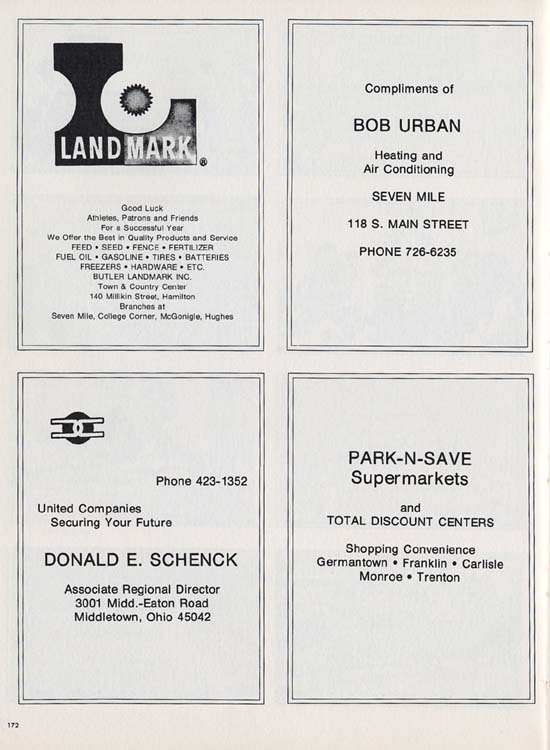 LANDMARK®
Good Luck
Athletes, Patrons and Friends
For a Successful Year
We Offer the Best in Quality Products and Service
FEED • SEED • FENCE • FERTILIZER
FUEL OIL • GASOLINE • TIRES • BATTERIES
FREEZERS • HARDWARE • ETC.
BUTLER LANDMARK INC.
Town & Country Center
140 Millikin Street, Hamilton
Branches at
Seven Mile, College Corner, McGonigle, Hughes
Compliments of
BOB URBAN
Heating and
Air Conditioning
SEVEN MILE
118 S. MAIN STREET
PHONE 726-6235
Phone 423-1352
United Companies
Securing Your Future
DONALD E. SCHENCK
Associate Regional Director
3001 Midd.-Eaton Road
Middletown, Ohio 45042
PARK-N-SAVE
Supermarkets
and
TOTAL DISCOUNT CENTERS
Shopping Convenience
Germantown • Franklin • Carlisle
Monroe • Trenton
172